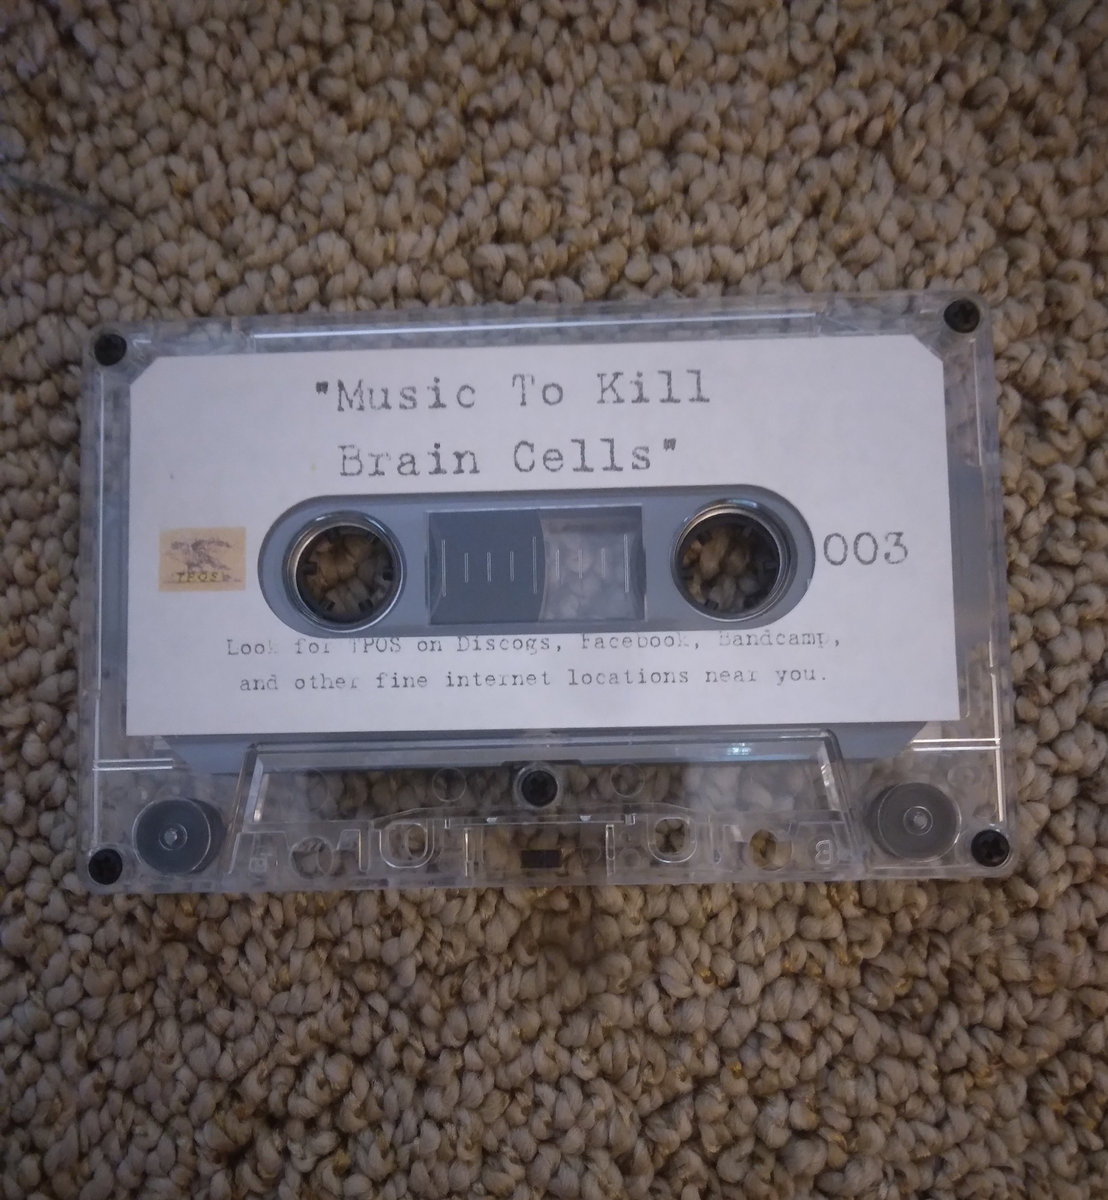 "Music To Kill
Brain Cells"
TPOS
003
Look for TPOS on Discogs, Facebook, Bandcamp,
and other fine internet locations near you.
B